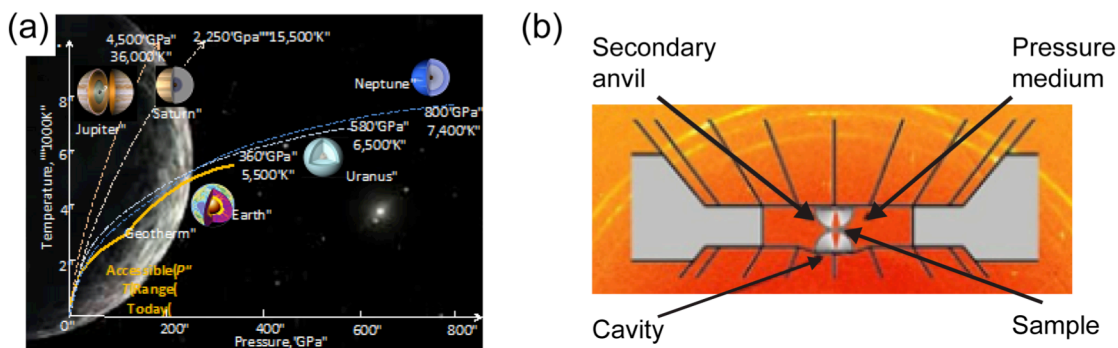 (a)
4,500"GPa"
36,000"K"
2,250"Gpa""15,500"K"
8
6
4
2
0"
Temperature,""1000K
Jupiter"
Saturn"
Neptune"
800"GPa"
7,400"K"
580"GPa"
6,500"K"
Uranus"
360"GPa"
5,500"K"
Earth"
Geotherm"
Accessible(P"
T(Range(
Today(
200"
400"
600"
800"
Pressure,"GPa"
(b)
Secondary
anvil
Pressure
medium
Cavity
Sample